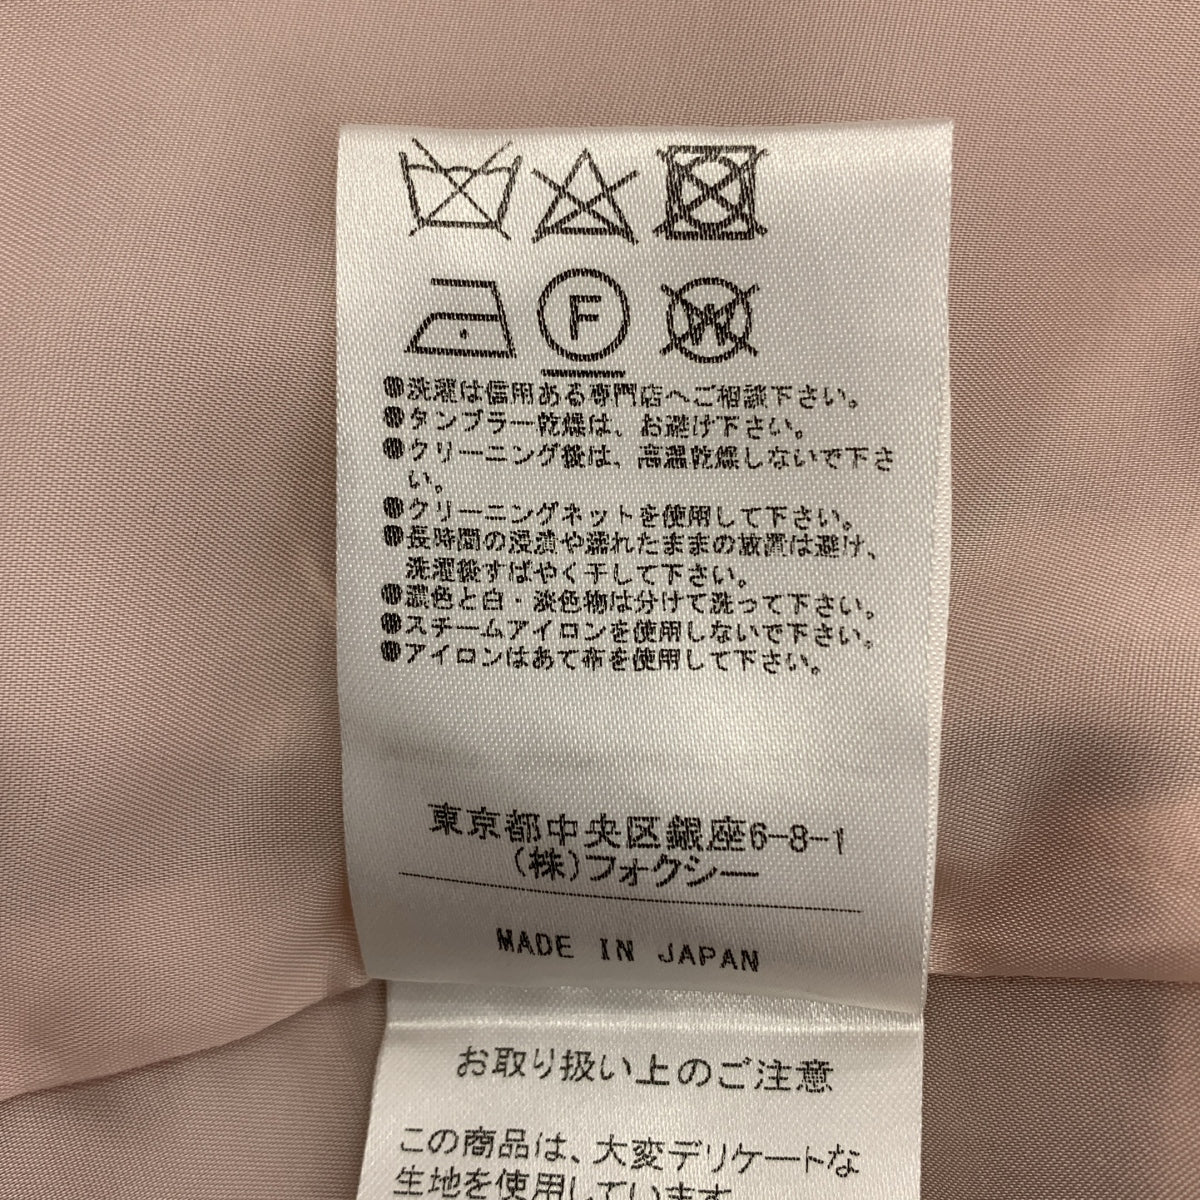 F
W
●洗濯は信用ある専門店へご相談下さい。
●タンブラー乾燥は、お避け下さい。
●クリーニング後は、高温乾燥しないで下さ
い。
●クリーニングネットを使用して下さい。
●長時間の浸漬や濡れたままの放置は避け、
洗濯後すばやく干して下さい。
●濃色と白・淡色物は分けて洗って下さい。
●スチームアイロンを使用しないで下さい。
●アイロンはあて布を使用して下さい。
東京都中央区銀座6-8-1
(株)フォクシー
MADE IN JAPAN
お取り扱い上のご注意
この商品は、大変デリケートな
生地を使用しています